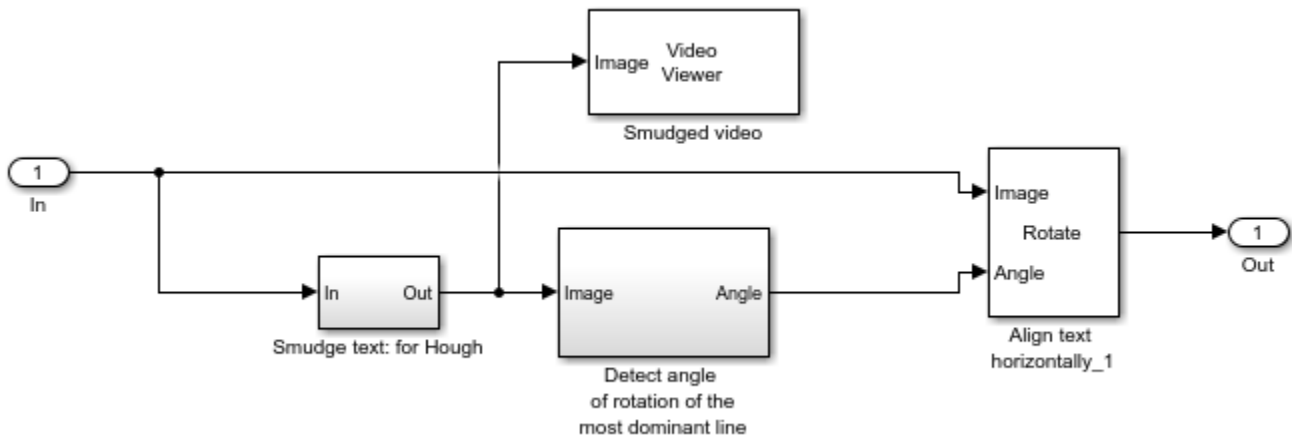 Image
Video
Viewer
Smudged video
1
In
Image
Rotate
Angle
Align text
horizontally_1
1
Out
In
Out
Smudge text: for Hough
Image
Angle
Detect angle
of rotation of the
most dominant line